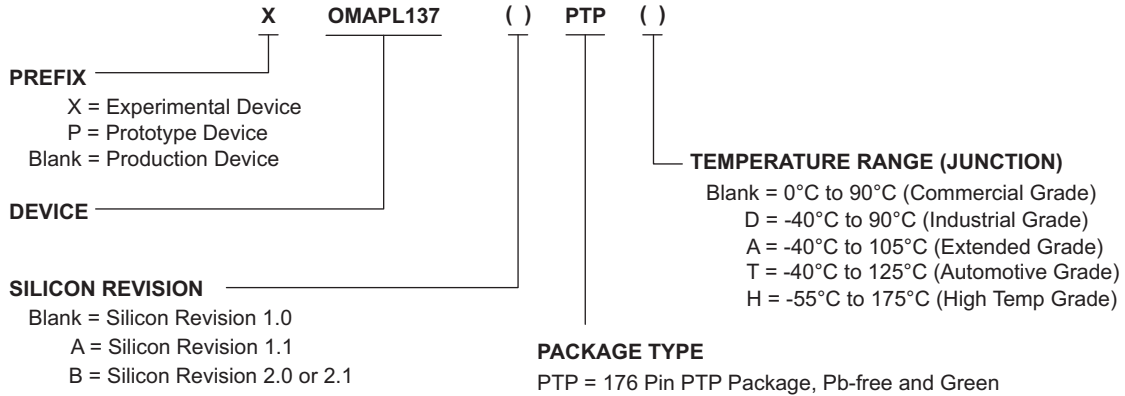 X OMAPL137 ( ) PTP ( )
PREFIX
X = Experimental Device
P = Prototype Device
Blank = Production Device
DEVICE
SILICON REVISION
Blank = Silicon Revision 1.0
A = Silicon Revision 1.1
B = Silicon Revision 2.0 or 2.1
TEMPERATURE RANGE (JUNCTION)
Blank = 0°C to 90°C (Commercial Grade)
D = -40°C to 90°C (Industrial Grade)
A = -40°C to 105°C (Extended Grade)
T = -40°C to 125°C (Automotive Grade)
H = -55°C to 175°C (High Temp Grade)
PACKAGE TYPE
PTP = 176 Pin PTP Package, Pb-free and Green